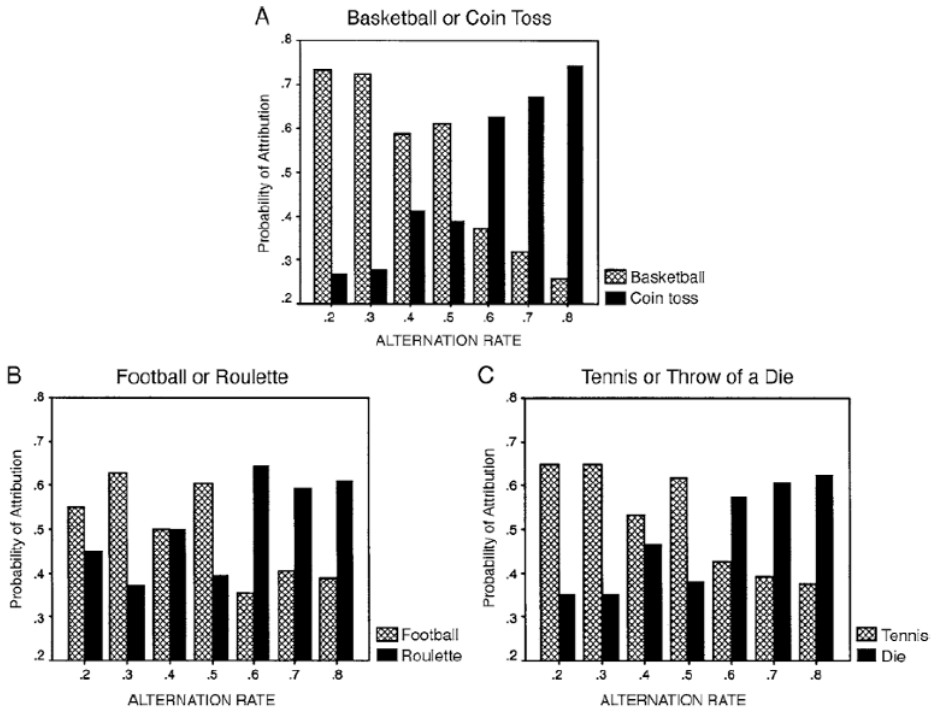 A Basketball or Coin Toss
.8
.7
.6
.5
.4
.3
.2
Probability of Attribution
.2 .3 .4 .5 .6 .7 .8
ALTERNATION RATE
Basketball
Coin toss
B Football or Roulette
.8
.7
.6
.5
.4
.3
.2
Probability of Attribution
.2 .3 .4 .5 .6 .7 .8
ALTERNATION RATE
Football
Roulette
C Tennis or Throw of a Die
.8
.7
.6
.5
.4
.3
.2
Probability of Attribution
.2 .3 .4 .5 .6 .7 .8
ALTERNATION RATE
Tennis
Die